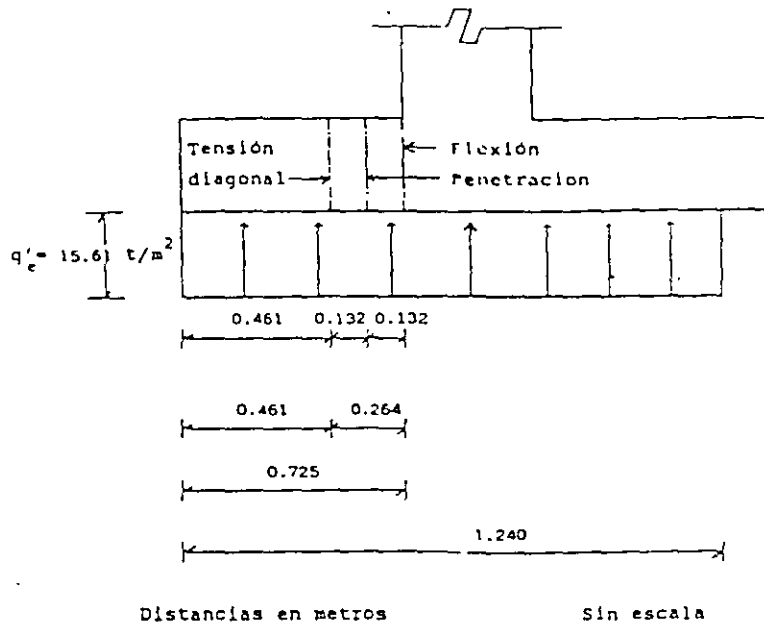 Tensión
diagonal
Flexión
Penetracion
q'c= 15.61 t/m²
0.461 0.132 0.132
0.461 0.264
0.725
1.240
Distancias en metros Sin escala